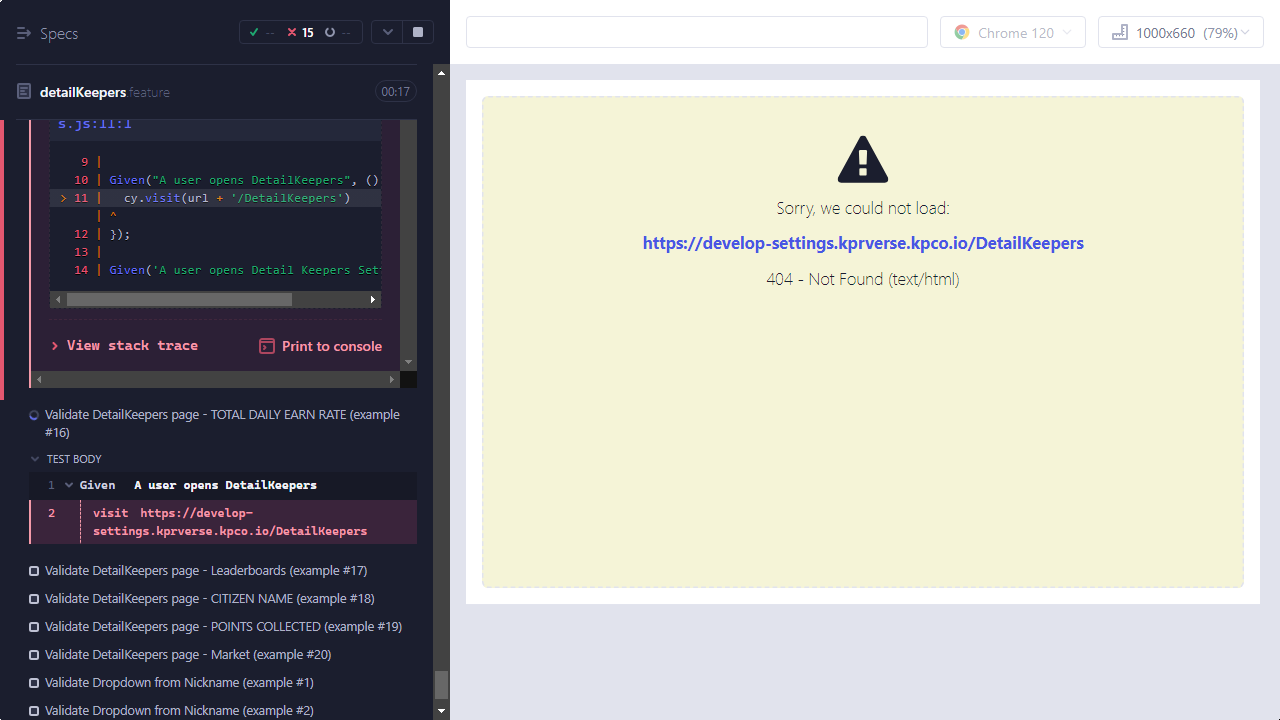 Specs
--
15
--
Chrome 120
1000x660 (79%)
detailKeepers.feature
00:17
s.js:11:1
9 |
10 | Given("A user opens DetailKeepers", ()
> 11 | cy.visit(url + '/DetailKeepers')
| ^
12 | });
13 |
14 | Given('A user opens Detail Keepers Set
> View stack trace
Print to console
Validate DetailKeepers page - TOTAL DAILY EARN RATE (example
#16)
TEST BODY
1 Given A user opens DetailKeepers
2 visit https://develop-
settings.kprverse.kpco.io/DetailKeepers
Validate DetailKeepers page - Leaderboards (example #17)
Validate DetailKeepers page - CITIZEN NAME (example #18)
Validate DetailKeepers page - POINTS COLLECTED (example #19)
Validate DetailKeepers page - Market (example #20)
Validate Dropdown from Nickname (example #1)
Validate Dropdown from Nickname (example #2)
Sorry, we could not load:
https://develop-settings.kprverse.kpco.io/DetailKeepers
404 - Not Found (text/html)